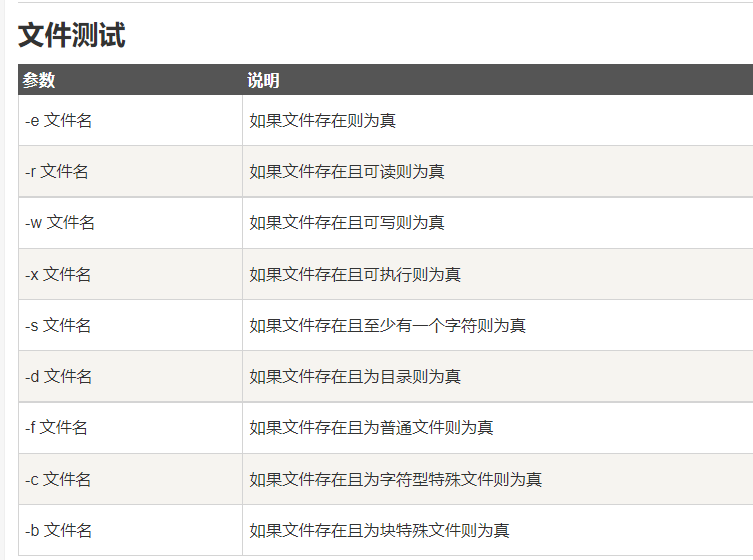 文件测试
参数 说明
-e 文件名 如果文件存在则为真
-r 文件名 如果文件存在且可读则为真
-w 文件名 如果文件存在且可写则为真
-x 文件名 如果文件存在且可执行则为真
-s 文件名 如果文件存在且至少有一个字符则为真
-d 文件名 如果文件存在且为目录则为真
-f 文件名 如果文件存在且为普通文件则为真
-c 文件名 如果文件存在且为字符型特殊文件则为真
-b 文件名 如果文件存在且为块特殊文件则为真